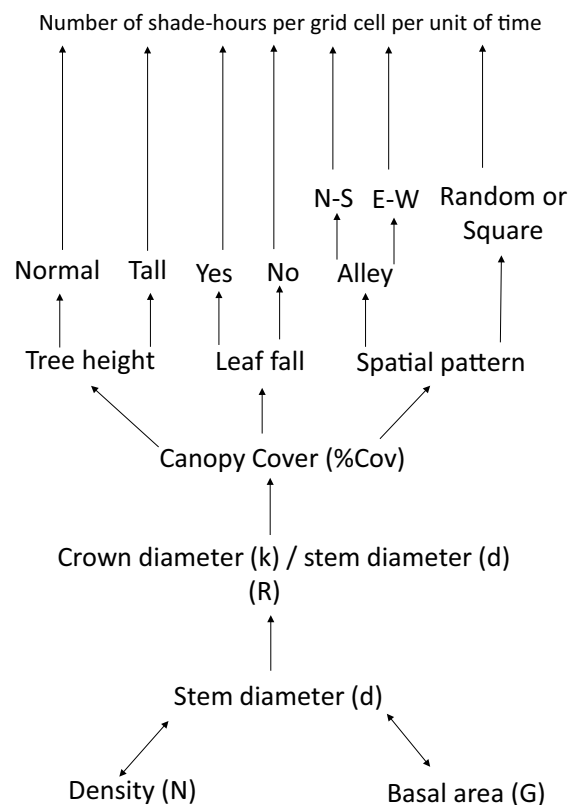 Number of shade-hours per grid cell per unit of time
N-S
E-W
Random or
Square
Normal
Tall
Yes
No
Alley
Tree height
Leaf fall
Spatial pattern
Canopy Cover (%Cov)
Crown diameter (k) / stem diameter (d)
(R)
Stem diameter (d)
Density (N)
Basal area (G)